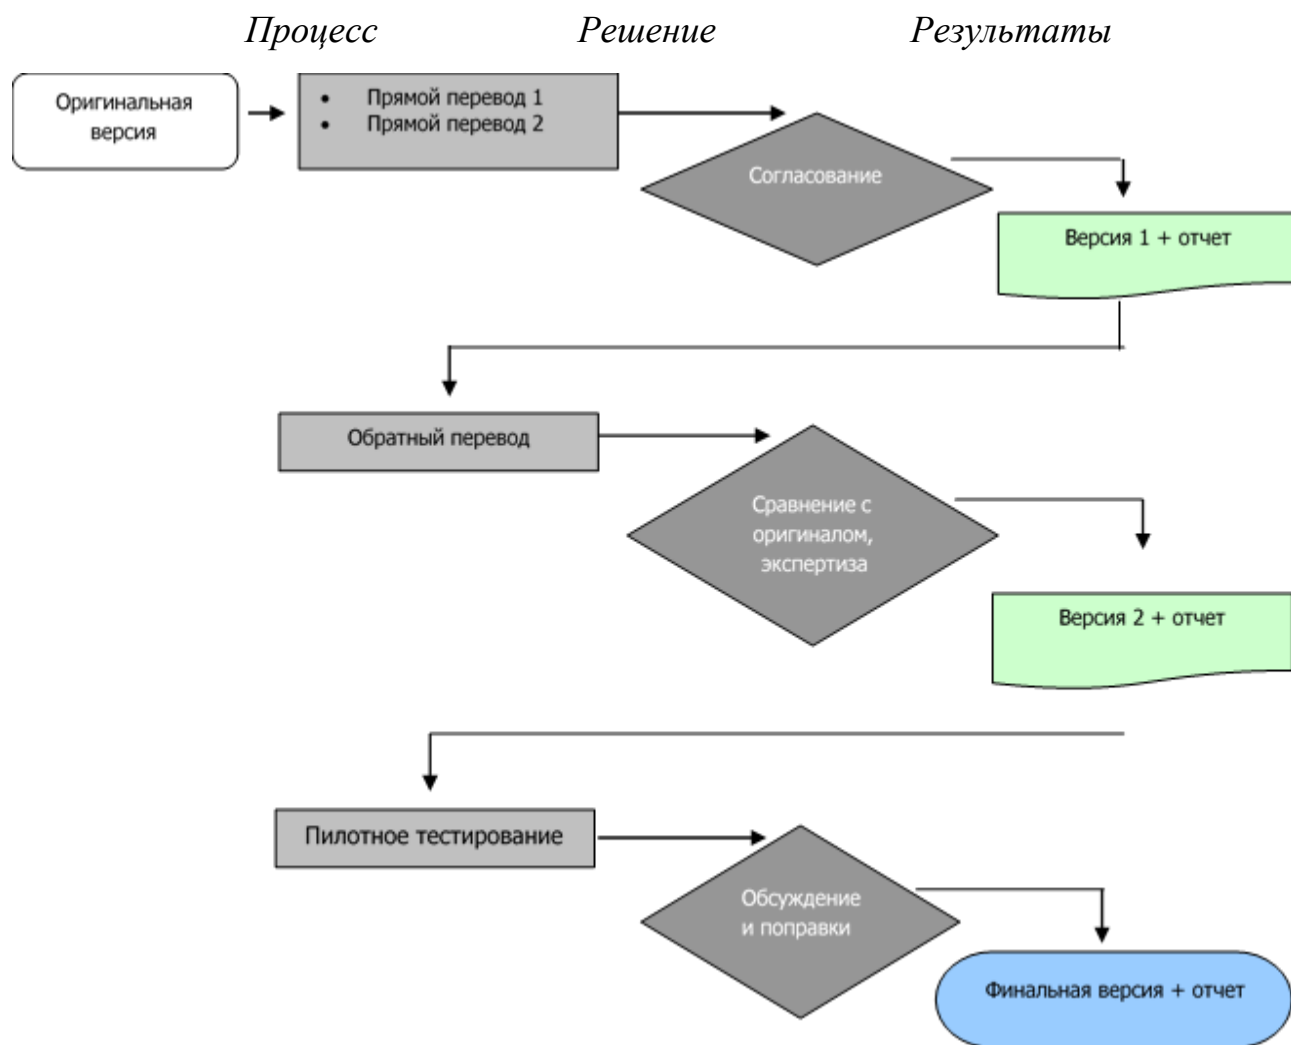 Процесс Решение Результаты
Оригинальная
версия
• Прямой перевод 1
• Прямой перевод 2
Согласование
Версия 1 + отчет
Обратный перевод
Сравнение с
оригиналом,
экспертиза
Версия 2 + отчет
Пилотное тестирование
Обсуждение
и поправки
Финальная версия + отчет